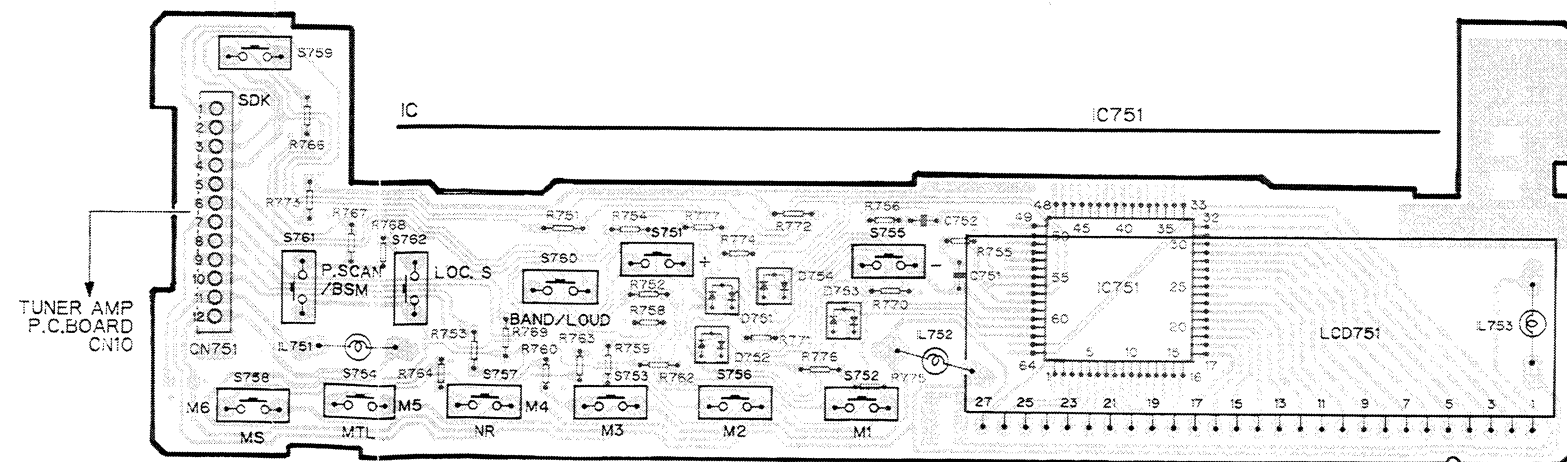 S759
SDK
1
2
3
4
5
6
7
8
9
10
11
12
CN751
TUNER AMP
P.C.BOARD
CN10
IC
IC751
R766
R773
R767
R768
S761
S762
P.SCAN
/BSM
LOC. S
R751
R754
R777
R772
R756
C752
S751
+
R774
S755
-
R755
S760
R752
R758
D754
D753
D751
R770
C751
BAND/LOUD
IL751
R753
R769
R760
R763
R759
R764
R762
D752
R771
R776
IL752
R775
S758
S754
S757
S753
S756
S752
M6
M5
M4
MS
MTL
NR
M3
M2
M1
48
33
49
45
40
35
32
50
30
55
IC751
25
60
20
64
5
10
15
17
1
16
LCD751
IL753
27
25
23
21
19
17
15
13
11
9
7
5
3
1